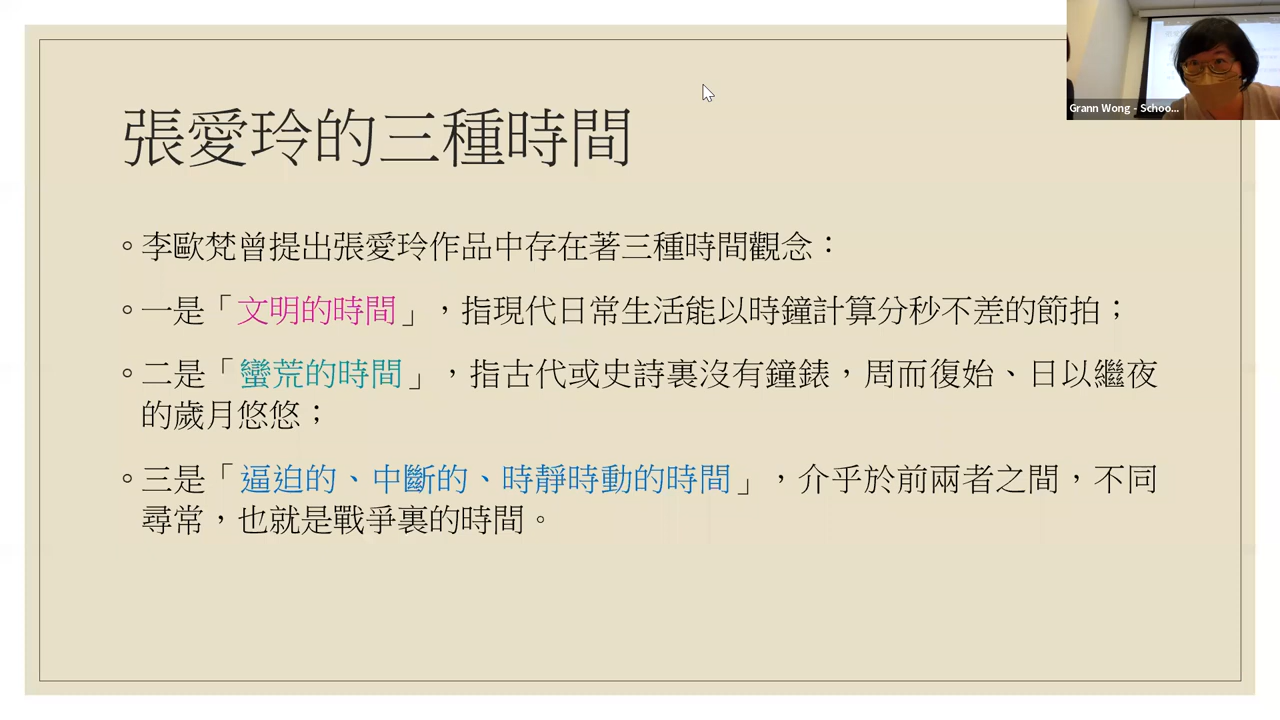 張愛玲的三種時間
Grann Wong - Schoo...
李歐梵曾提出張愛玲作品中存在著三種時間觀念：
一是「文明的時間」，指現代日常生活能以時鐘計算分秒不差的節拍；
二是「蠻荒的時間」，指古代或史詩裏沒有鐘錶，周而復始、日以繼夜
的歲月悠悠；
三是「逼迫的、中斷的、時靜時動的時間」，介乎於前兩者之間，不同
尋常，也就是戰爭裏的時間。